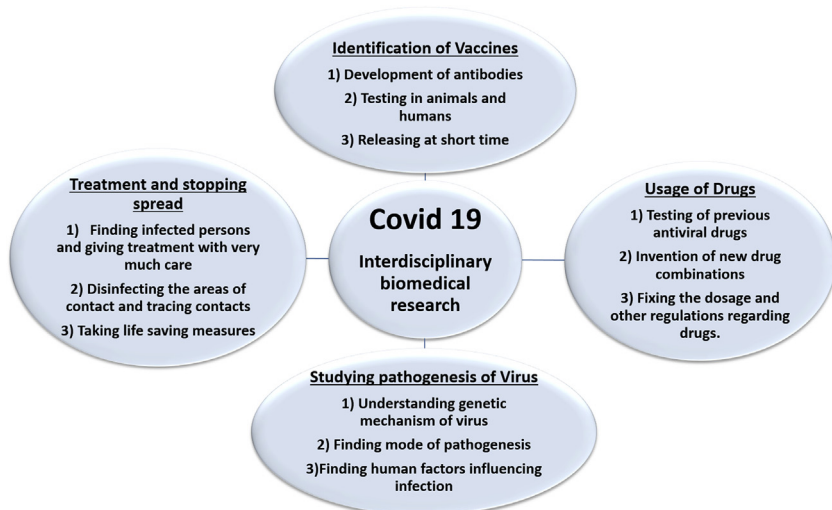 Identification of Vaccines
1) Development of antibodies
2) Testing in animals and
humans
3) Releasing at short time
Treatment and stopping
spread
1) Finding infected persons
and giving treatment with very
much care
2) Disinfecting the areas of
contact and tracing contacts
3) Taking life saving measures
Covid 19
Interdisciplinary
biomedical
research
Usage of Drugs
1) Testing of previous
antiviral drugs
2) Invention of new drug
combinations
3) Fixing the dosage and
other regulations regarding
drugs.
Studying pathogenesis of Virus
1) Understanding genetic
mechanism of virus
2) Finding mode of pathogenesis
3)Finding human factors influencing
infection